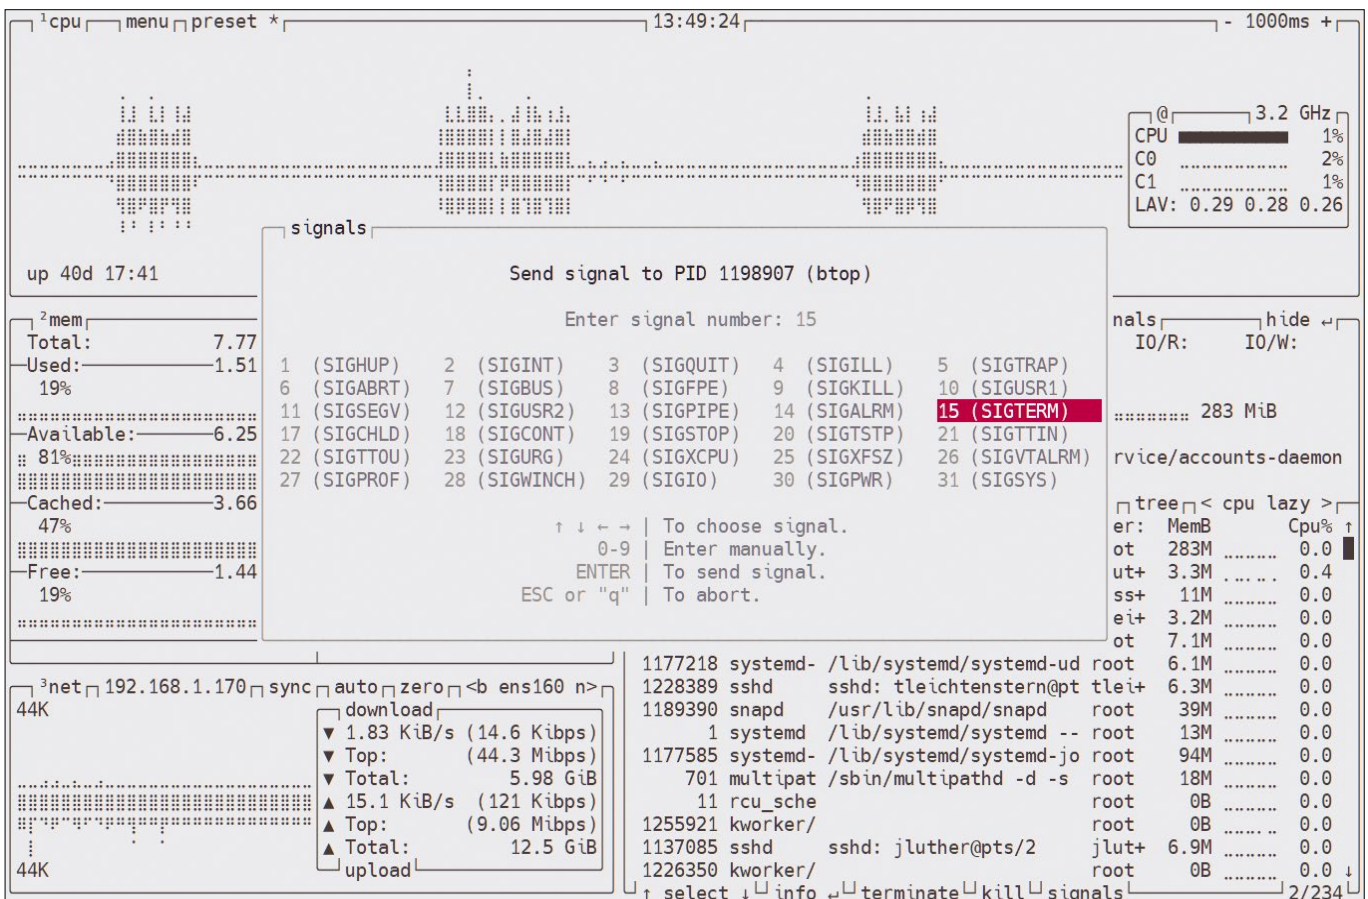 ¹cpu menu preset * 13:49:24 - 1000ms +
@ 3.2 GHz
CPU 1%
C0 2%
C1 1%
LAV: 0.29 0.28 0.26
up 40d 17:41
signals
Send signal to PID 1198907 (btop)
Enter signal number: 15
1 (SIGHUP) 2 (SIGINT) 3 (SIGQUIT) 4 (SIGILL) 5 (SIGTRAP)
6 (SIGABRT) 7 (SIGBUS) 8 (SIGFPE) 9 (SIGKILL) 10 (SIGUSR1)
11 (SIGSEGV) 12 (SIGUSR2) 13 (SIGPIPE) 14 (SIGALRM) 15 (SIGTERM)
17 (SIGCHLD) 18 (SIGCONT) 19 (SIGSTOP) 20 (SIGTSTP) 21 (SIGTTIN)
22 (SIGTTOU) 23 (SIGURG) 24 (SIGXCPU) 25 (SIGXFSZ) 26 (SIGVTALRM)
27 (SIGPROF) 28 (SIGWINCH) 29 (SIGIO) 30 (SIGPWR) 31 (SIGSYS)
↑ ↓ ← → | To choose signal.
0-9 | Enter manually.
ENTER | To send signal.
ESC or "q" | To abort.
²mem
Total: 7.77
Used: 1.51
19%
Available: 6.25
81%
Cached: 3.66
47%
Free: 1.44
19%
nals hide ↵
IO/R: IO/W:
283 MiB
rvice/accounts-daemon
tree < cpu lazy >
er: MemB Cpu% ↑
ot 283M 0.0
ut+ 3.3M 0.4
ss+ 11M 0.0
ei+ 3.2M 0.0
ot 7.1M 0.0
1177218 systemd- /lib/systemd/systemd-ud root 6.1M 0.0
1228389 sshd sshd: tleichtenstern@pt tlei+ 6.3M 0.0
1189390 snapd /usr/lib/snapd/snapd root 39M 0.0
1 systemd /lib/systemd/systemd -- root 13M 0.0
1177585 systemd- /lib/systemd/systemd-jo root 94M 0.0
701 multipat /sbin/multipathd -d -s root 18M 0.0
11 rcu_sche root 0B 0.0
1255921 kworker/ root 0B 0.0
1137085 sshd sshd: jluther@pts/2 jlut+ 6.9M 0.0
1226350 kworker/ root 0B 0.0 ↓
↑ select ↓ info ↵ terminate kill signals 2/234
³net 192.168.1.170 sync auto zero <b ens160 n>
44K
download
▼ 1.83 KiB/s (14.6 Kibps)
▼ Top: (44.3 Mibps)
▼ Total: 5.98 GiB
▲ 15.1 KiB/s (121 Kibps)
▲ Top: (9.06 Mibps)
▲ Total: 12.5 GiB
44K
upload